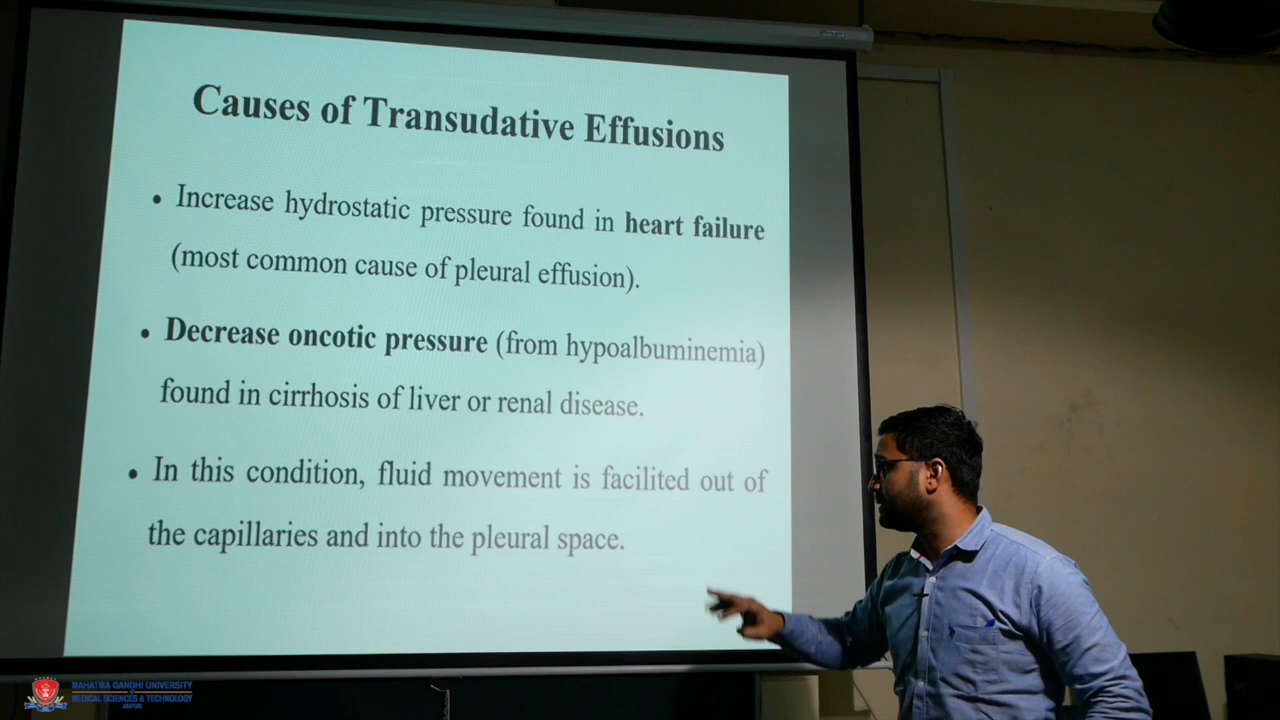 Causes of Transudative Effusions
• Increase hydrostatic pressure found in heart failure
(most common cause of pleural effusion).
• Decrease oncotic pressure (from hypoalbuminemia)
found in cirrhosis of liver or renal disease.
• In this condition, fluid movement is facilited out of
the capillaries and into the pleural space.
MAHATMA GANDHI UNIVERSITY
of
MEDICAL SCIENCES & TECHNOLOGY
JAIPUR